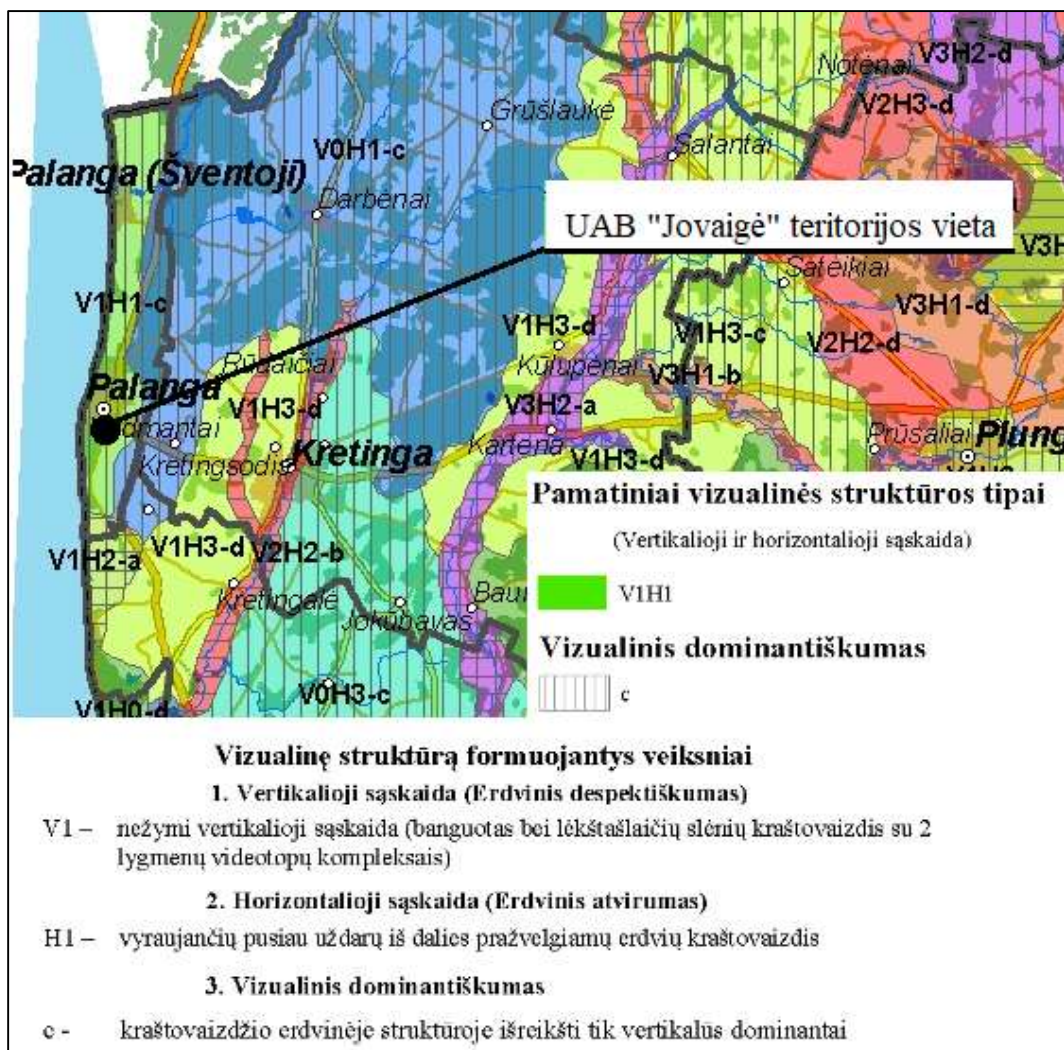 V3H2-d
Notėnai
V2H3-d
Grūšlaukė
V0H1-c
Salantai
Palanga (Šventoji)
Darbėnai
UAB "Jovaigė" teritorijos vieta
V3H
Sateikiai
V1H1-c
V3H1-d
V1H3-d
V1H3-c
V2H2-d
Rūdaičiai
Kūlupėnai
V3H1-b
Palanga
V1H3-d
V3H2-a
Kretinga
Kartena
Prūsaliai
Plung
Kretingsodis
V1H3-d
Pamatiniai vizualinės struktūros tipai
(Vertikalioji ir horizontalioji sąskaida)
V1H1
V1H2-a
V1H3-d
V2H2-b
Kretingalė
Jokūbavas
Vizualinis dominantiškumas
c
V0H3-c
V1H0-d
Vizualinę struktūrą formuojantys veiksniai
1. Vertikalioji sąskaida (Erdvinis despektiškumas)
V1 – nežymi vertikalioji sąskaida (banguotas bei lėkštašlaičių slėnių kraštovaizdis su 2
lygmenų videotopų kompleksais)
2. Horizontalioji sąskaida (Erdvinis atvirumas)
H1 – vyraujančių pusiau uždarų iš dalies pražvelgiamų erdvių kraštovaizdis
3. Vizualinis dominantiškumas
c - kraštovaizdžio erdvinėje struktūroje išreikšti tik vertikalūs dominantai